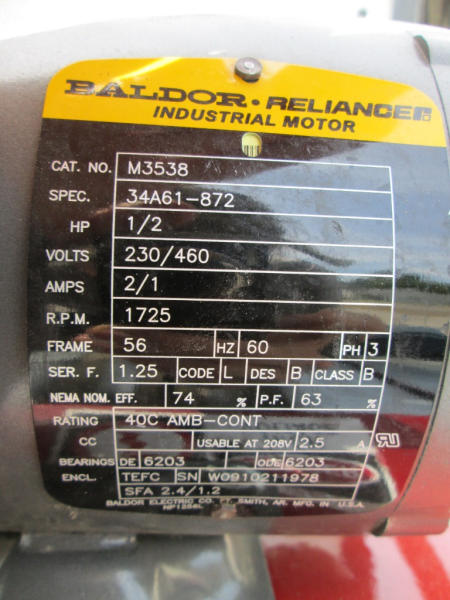 BALDOR • RELIANCE
INDUSTRIAL MOTOR
CAT. NO. M3538
SPEC. 34A61-872
HP 1/2
VOLTS 230/460
AMPS 2/1
R.P.M. 1725
FRAME 56 HZ 60 PH 3
SER. F. 1.25 CODE L DES B CLASS B
NEMA NOM. EFF. 74 % P.F. 63 %
RATING 40C AMB-CONT
CC USABLE AT 208V 2.5 A
BEARINGS DE 6203 ODE 6203
ENCL. TEFC SN W0910211978
SFA 2.4/1.2
BALDOR ELECTRIC CO. FT. SMITH, AR. MFG. IN U.S.A.
HP1256L